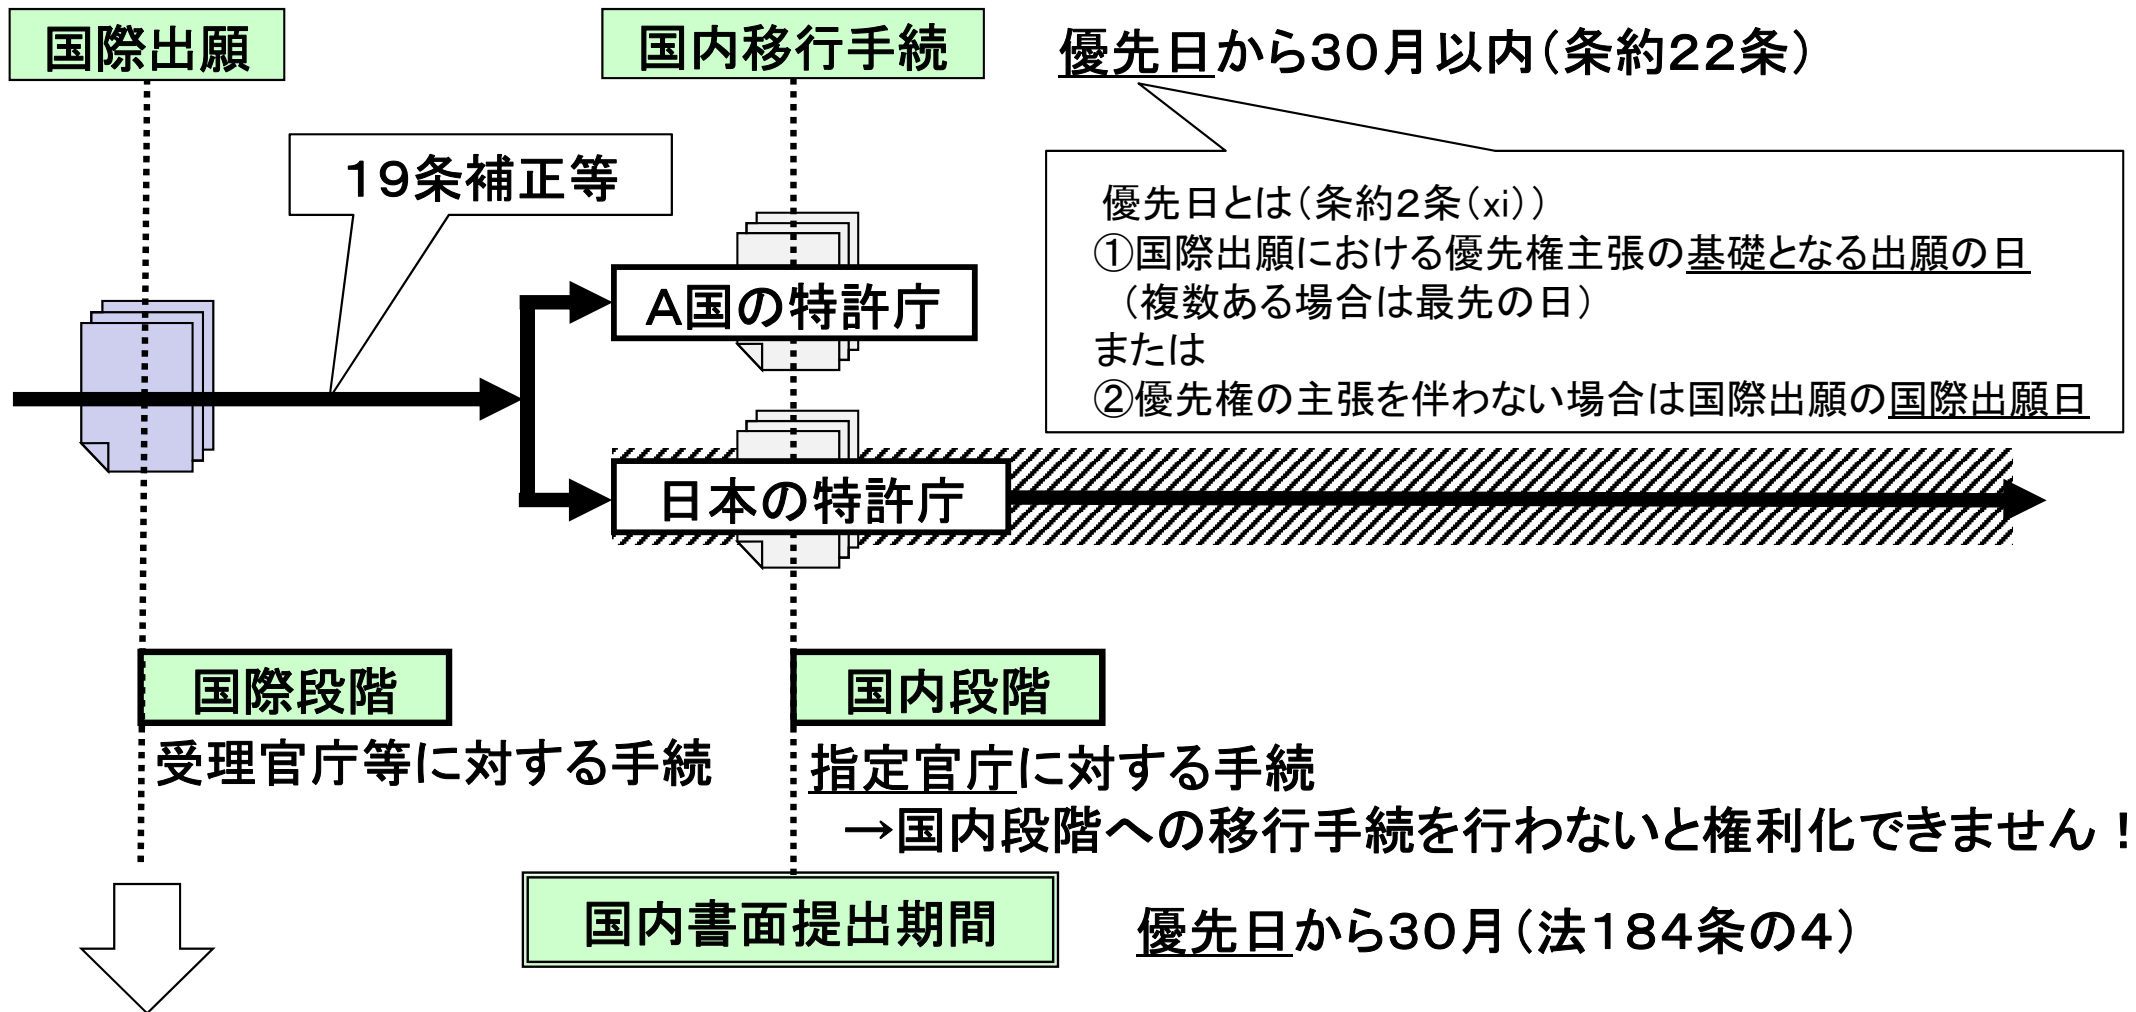 国際出願
国内移行手続
優先日から30月以内（条約22条）
19条補正等
優先日とは（条約2条（xi））
①国際出願における優先権主張の基礎となる出願の日
（複数ある場合は最先の日）
または
②優先権の主張を伴わない場合は国際出願の国際出願日
A国の特許庁
日本の特許庁
国際段階
国内段階
受理官庁等に対する手続
指定官庁に対する手続
→国内段階への移行手続を行わないと権利化できません！
国内書面提出期間
優先日から30月（法184条の4）